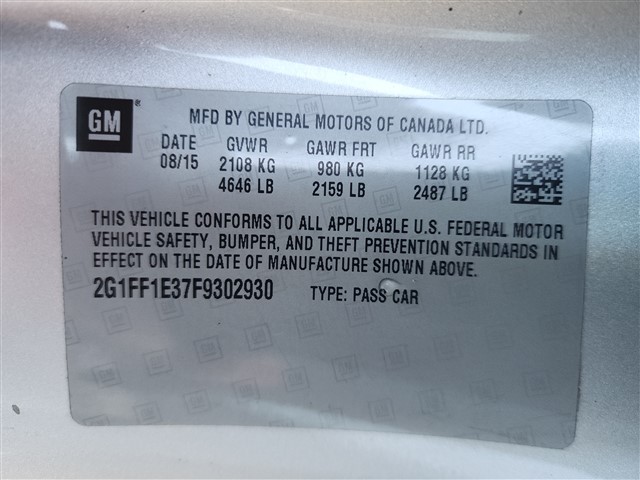 GM ® MFD BY GENERAL MOTORS OF CANADA LTD.
DATE GVWR GAWR FRT GAWR RR
08/15 2108 KG 980 KG 1128 KG
4646 LB 2159 LB 2487 LB
THIS VEHICLE CONFORMS TO ALL APPLICABLE U.S. FEDERAL MOTOR
VEHICLE SAFETY, BUMPER, AND THEFT PREVENTION STANDARDS IN
EFFECT ON THE DATE OF MANUFACTURE SHOWN ABOVE.
2G1FF1E37F9302930 TYPE: PASS CAR